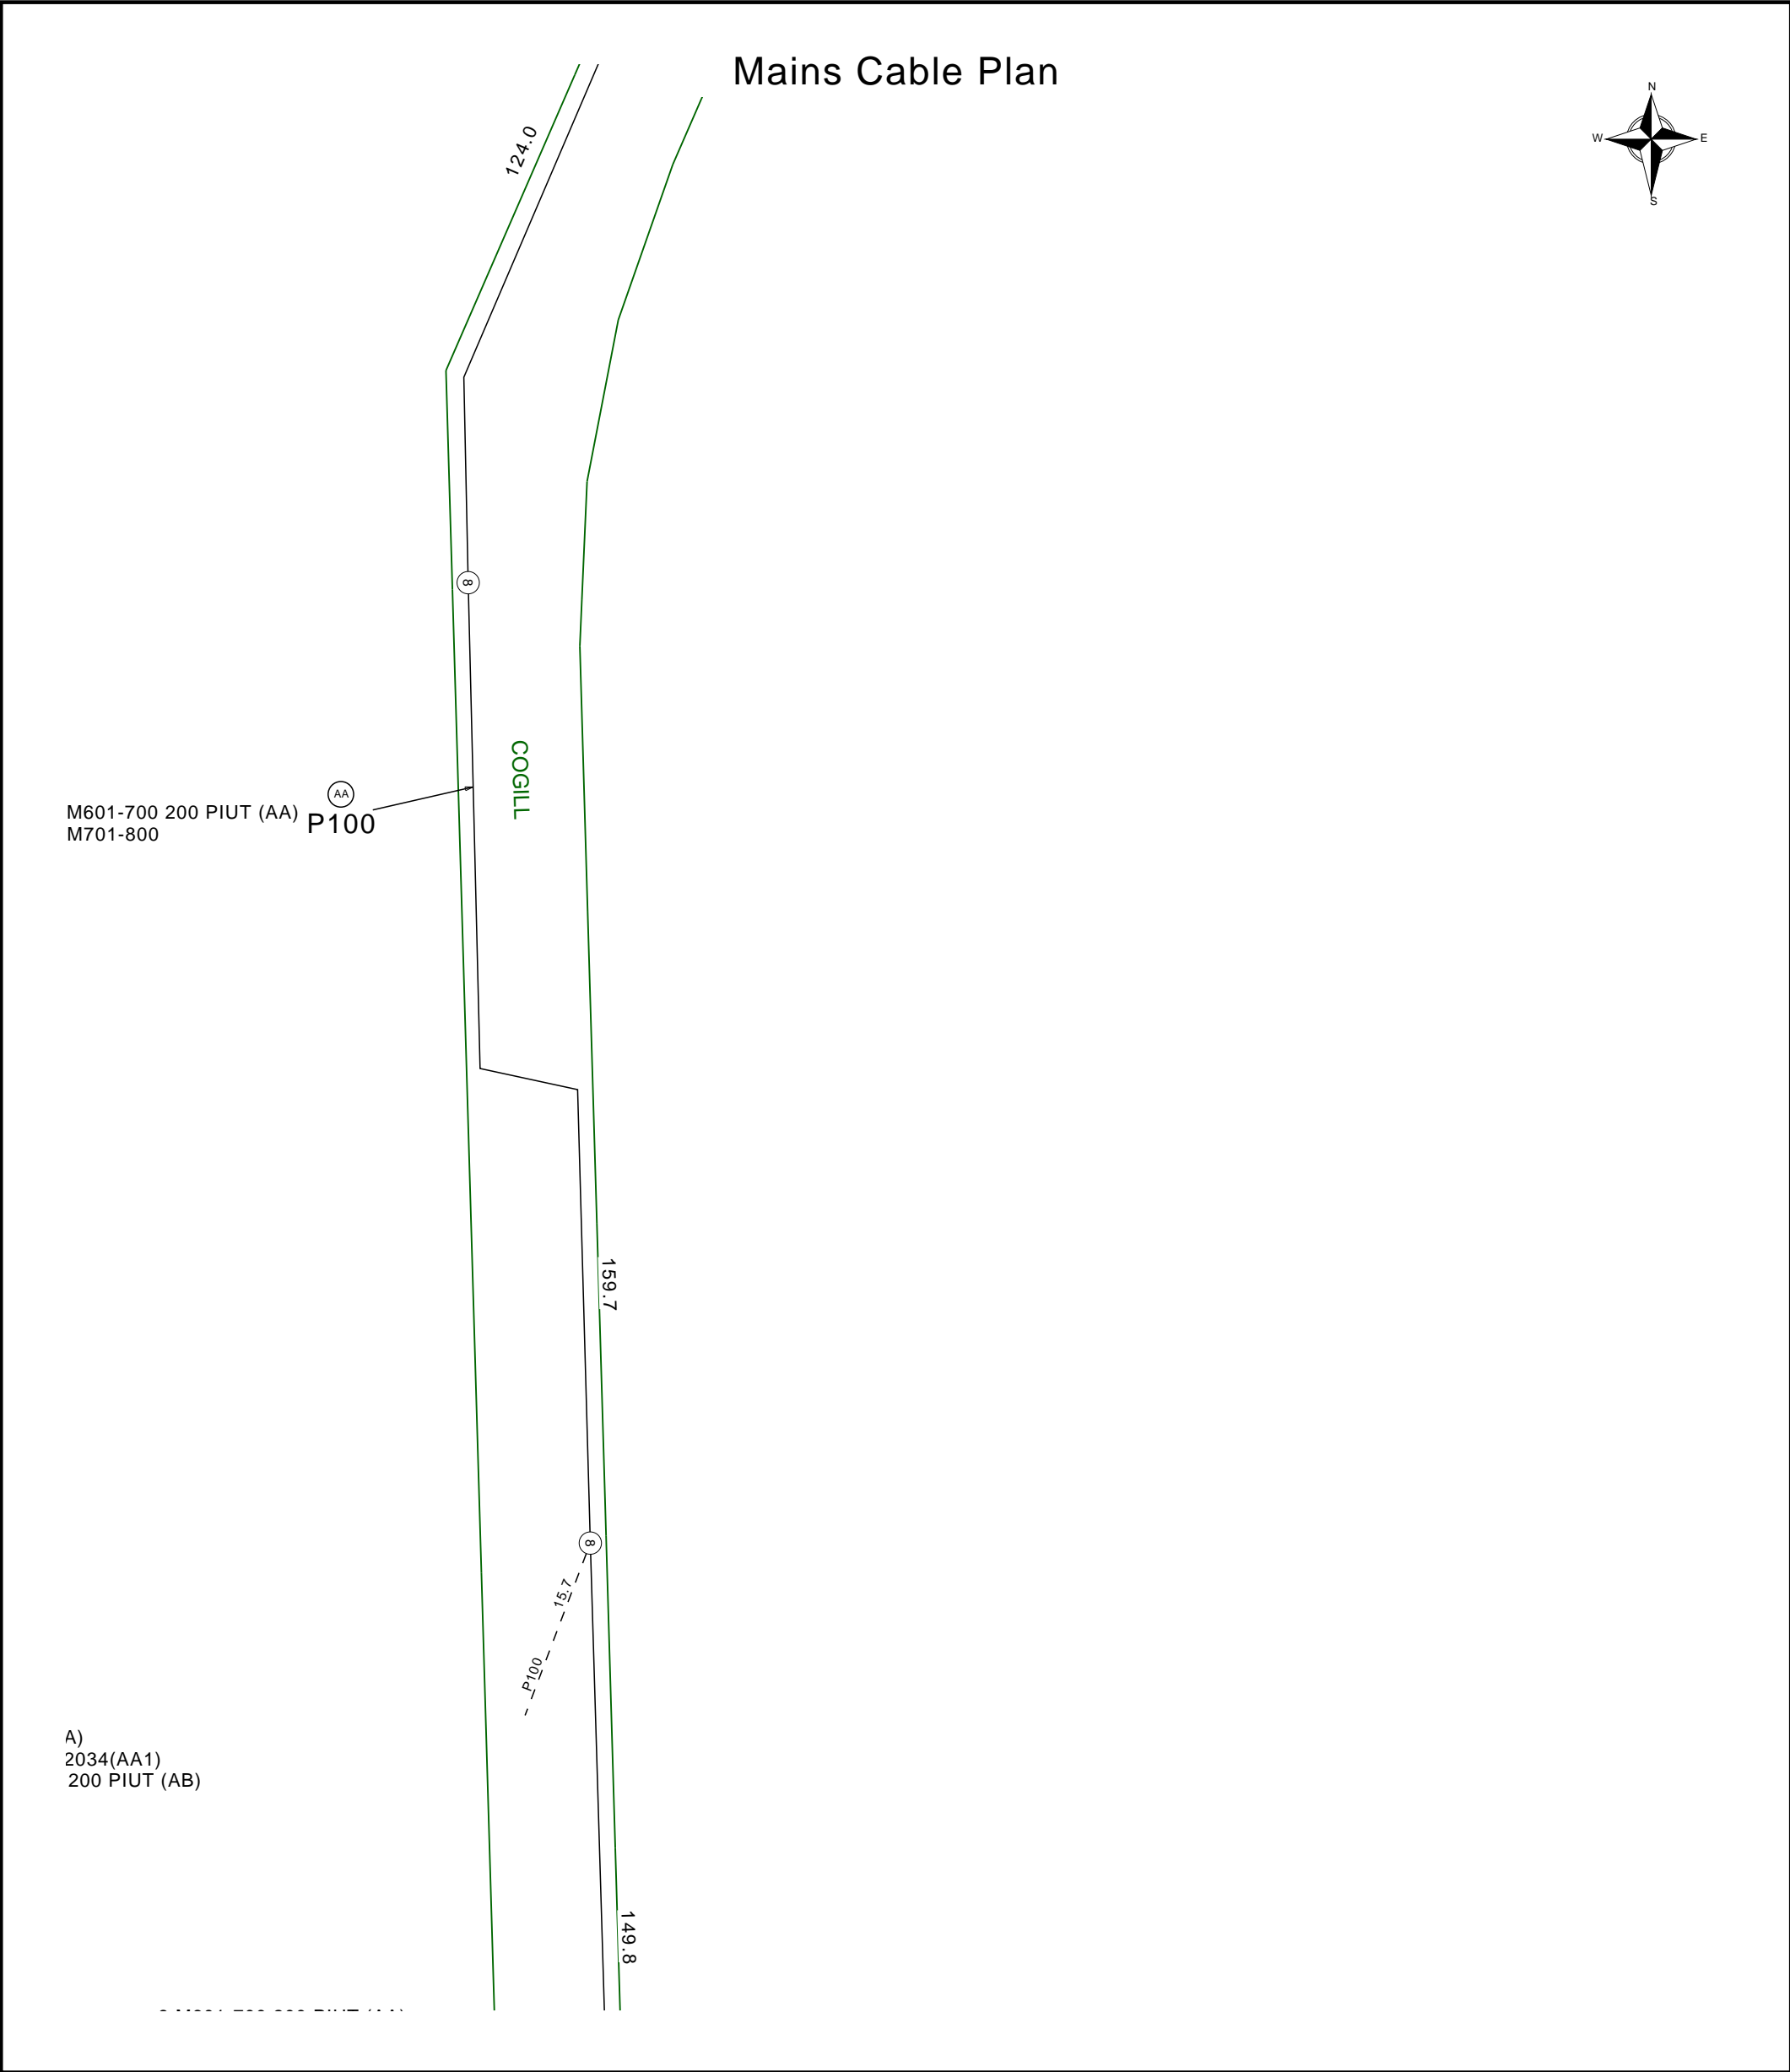 Mains Cable Plan
N
W
E
S
124.0
8
COGILL
AA
M601-700 200 PIUT (AA)
P100
M701-800
159.7
8
15.7
P100
A)
2034(AA1)
200 PIUT (AB)
149.8